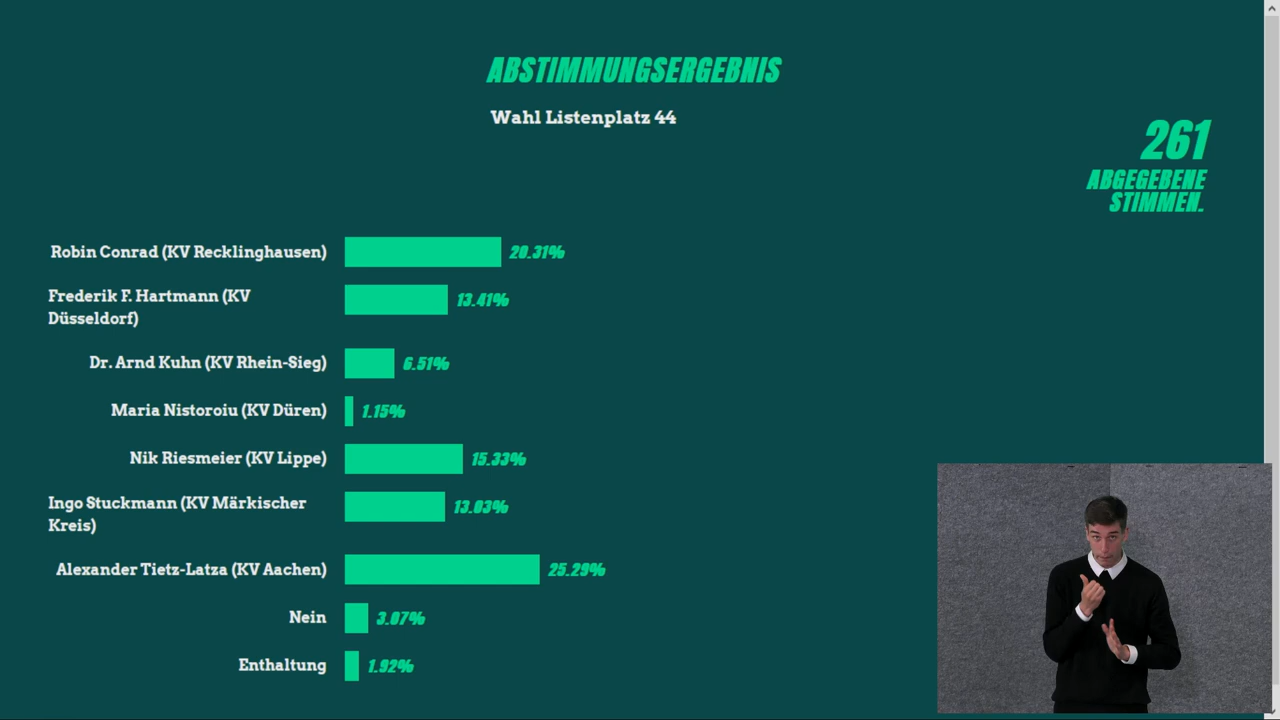 ABSTIMMUNGSERGEBNIS
Wahl Listenplatz 44
261
ABGEGEBENE
STIMMEN.
Robin Conrad (KV Recklinghausen)
20.31%
Frederik F. Hartmann (KV
Düsseldorf)
13.41%
Dr. Arnd Kuhn (KV Rhein-Sieg)
6.51%
Maria Nistoroiu (KV Düren)
1.15%
Nik Riesmeier (KV Lippe)
15.33%
Ingo Stuckmann (KV Märkischer
Kreis)
13.03%
Alexander Tietz-Latza (KV Aachen)
25.29%
Nein
3.07%
Enthaltung
1.92%